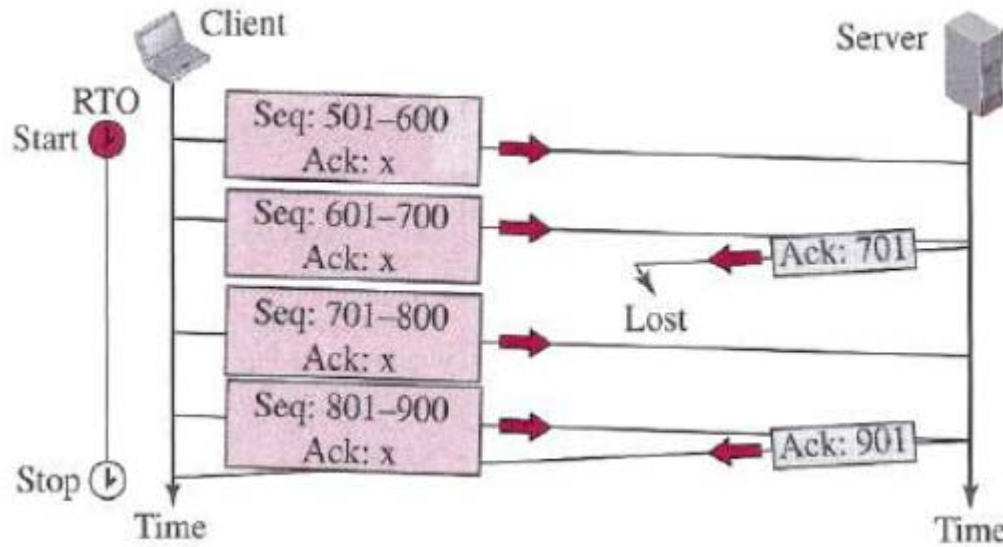 Client
Server
RTO
Start
Seq: 501–600
Ack: x
Seq: 601–700
Ack: x
Ack: 701
Lost
Seq: 701–800
Ack: x
Seq: 801–900
Ack: x
Ack: 901
Stop
Time
Time